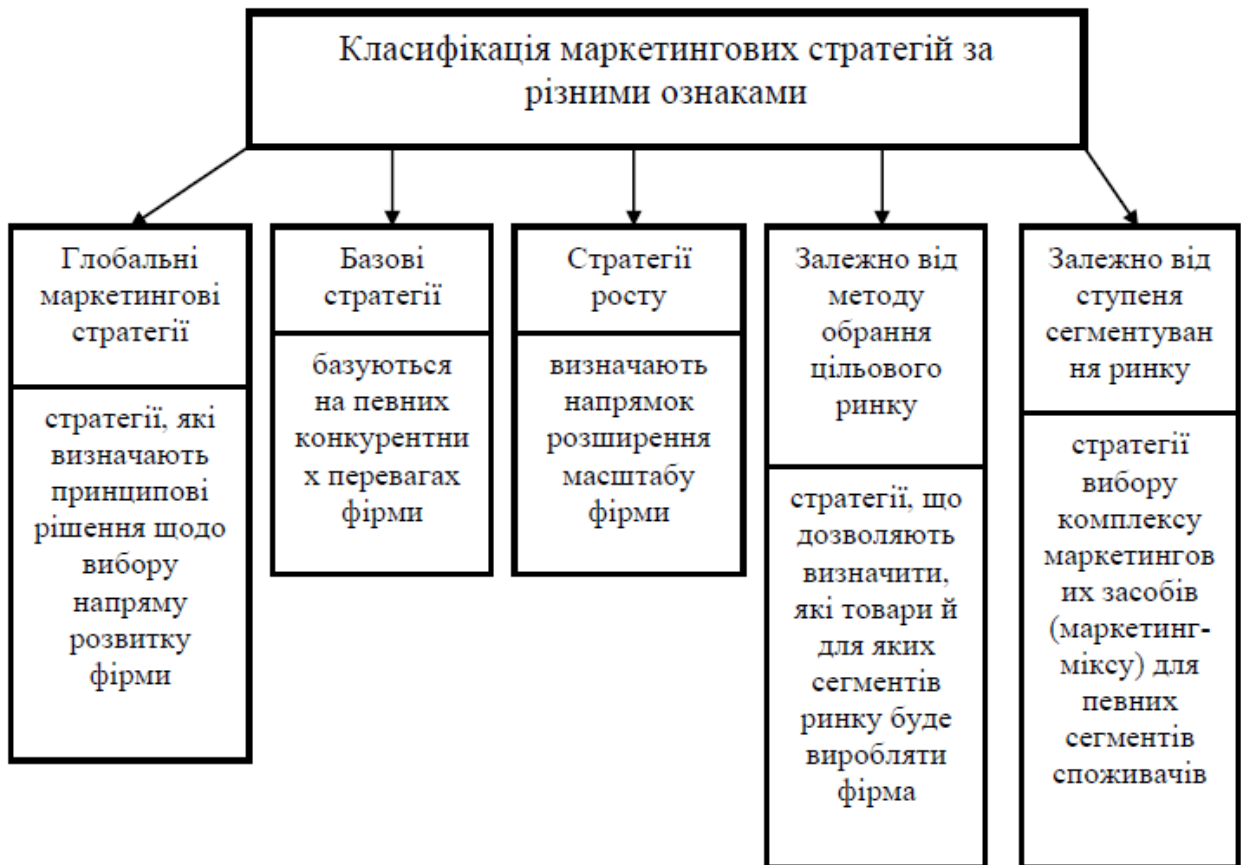 Класифікація маркетингових стратегій за
різними ознаками
Глобальні
маркетингові
стратегії
стратегії, які
визначають
принципові
рішення щодо
вибору
напряму
розвитку
фірми
Базові
стратегії
базуються
на певних
конкурентни
х перевагах
фірми
Стратегії
росту
визначають
напрямок
розширення
масштабу
фірми
Залежно від
методу
обрання
цільового
ринку
стратегії, що
дозволяють
визначити,
які товари й
для яких
сегментів
ринку буде
виробляти
фірма
Залежно від
ступеня
сегментуван
ня ринку
стратегії
вибору
комплексу
маркетингов
их засобів
(маркетинг-
міксу) для
певних
сегментів
споживачів